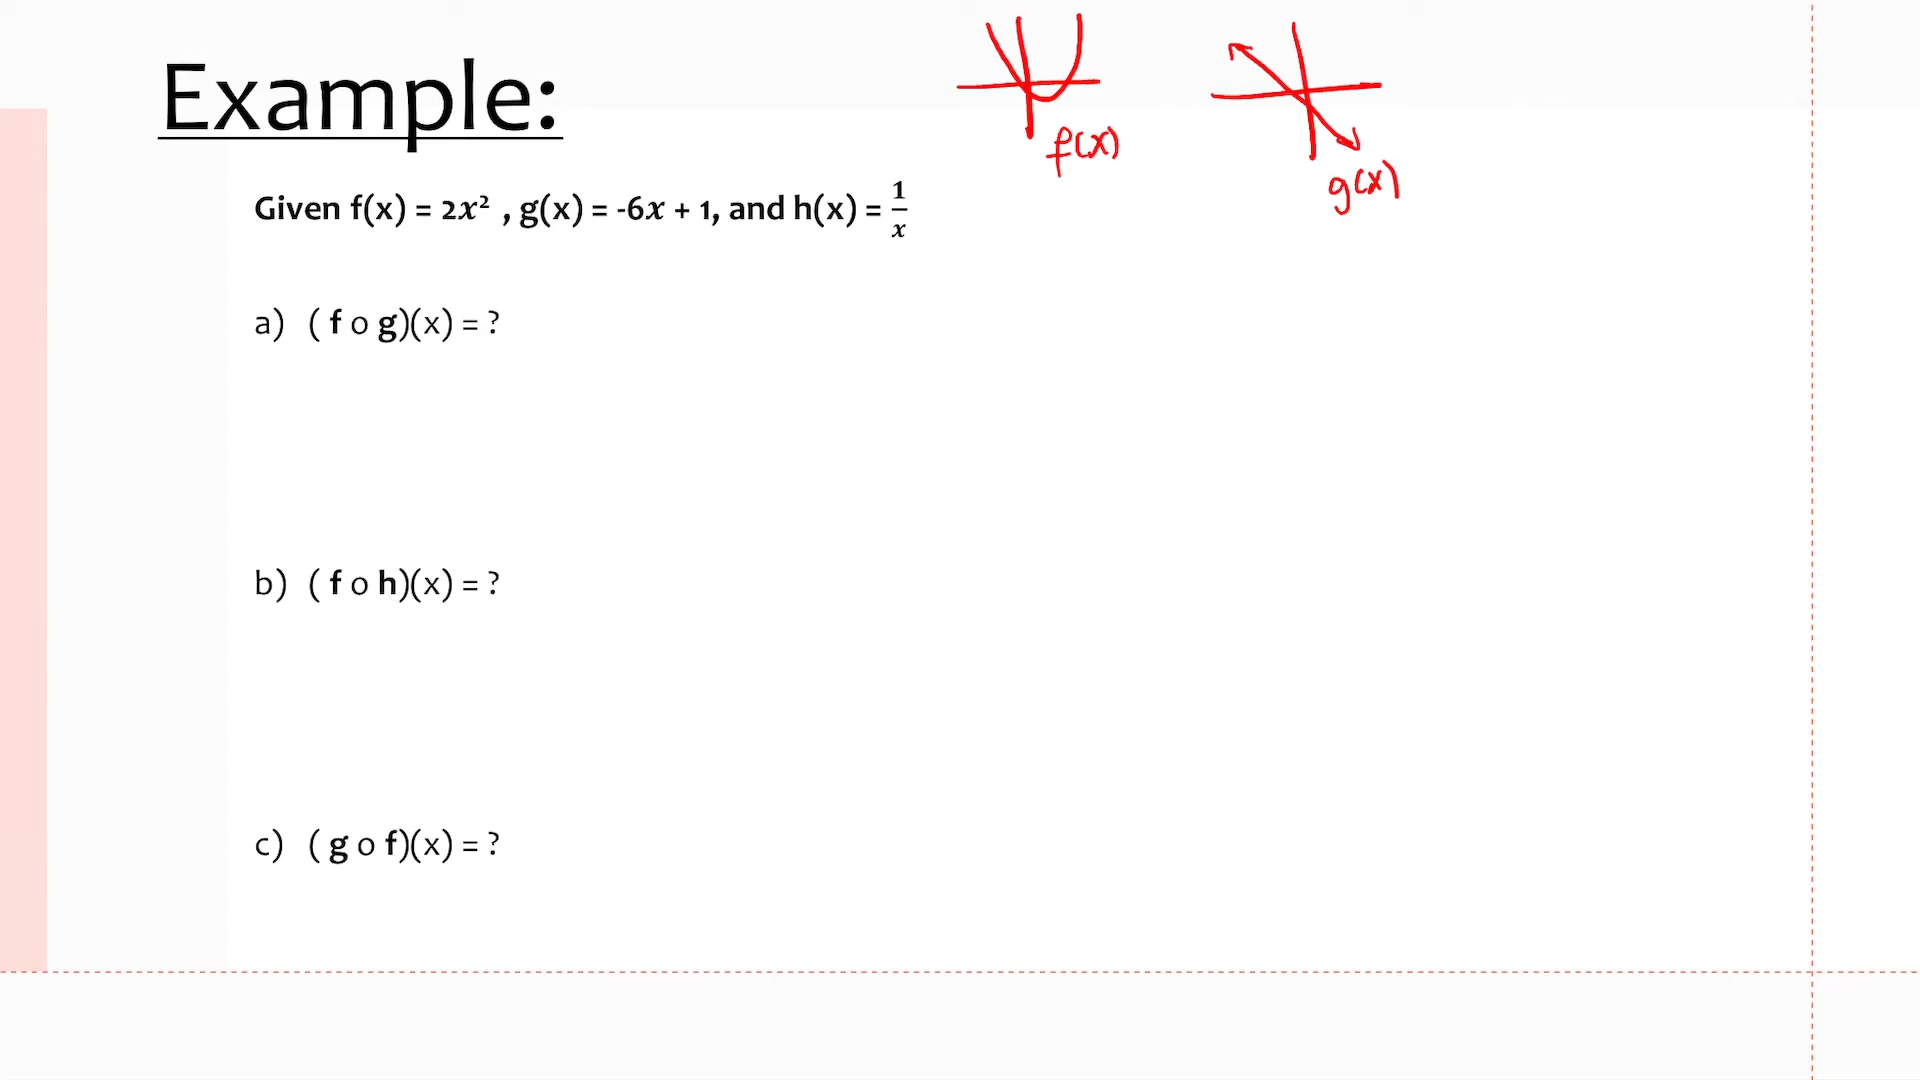 Example:
f(x)
g(x)
Given f(x) = 2𝑥² , g(x) = -6𝑥 + 1, and h(x) = 𝟏/𝒙
a) ( f o g)(x) = ?
b) ( f o h)(x) = ?
c) ( g o f)(x) = ?